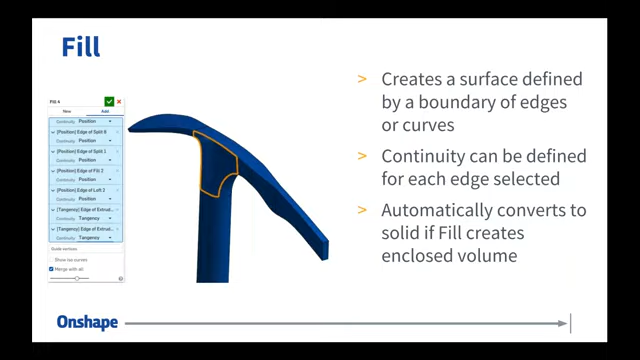 Fill
Fill 4
New Add
Continuity: Position
[Position] Edge of Split 8
Continuity: Position
[Position] Edge of Split 1
Continuity: Position
[Position] Edge of Fill 2
Continuity: Position
[Position] Edge of Loft 2
Continuity: Position
[Tangency] Edge of Extrud...
Continuity: Tangency
[Tangency] Edge of Extrud...
Continuity: Tangency
Guide vertices
Show iso curves
Merge with all
> Creates a surface defined
by a boundary of edges
or curves
> Continuity can be defined
for each edge selected
> Automatically converts to
solid if Fill creates
enclosed volume
Onshape